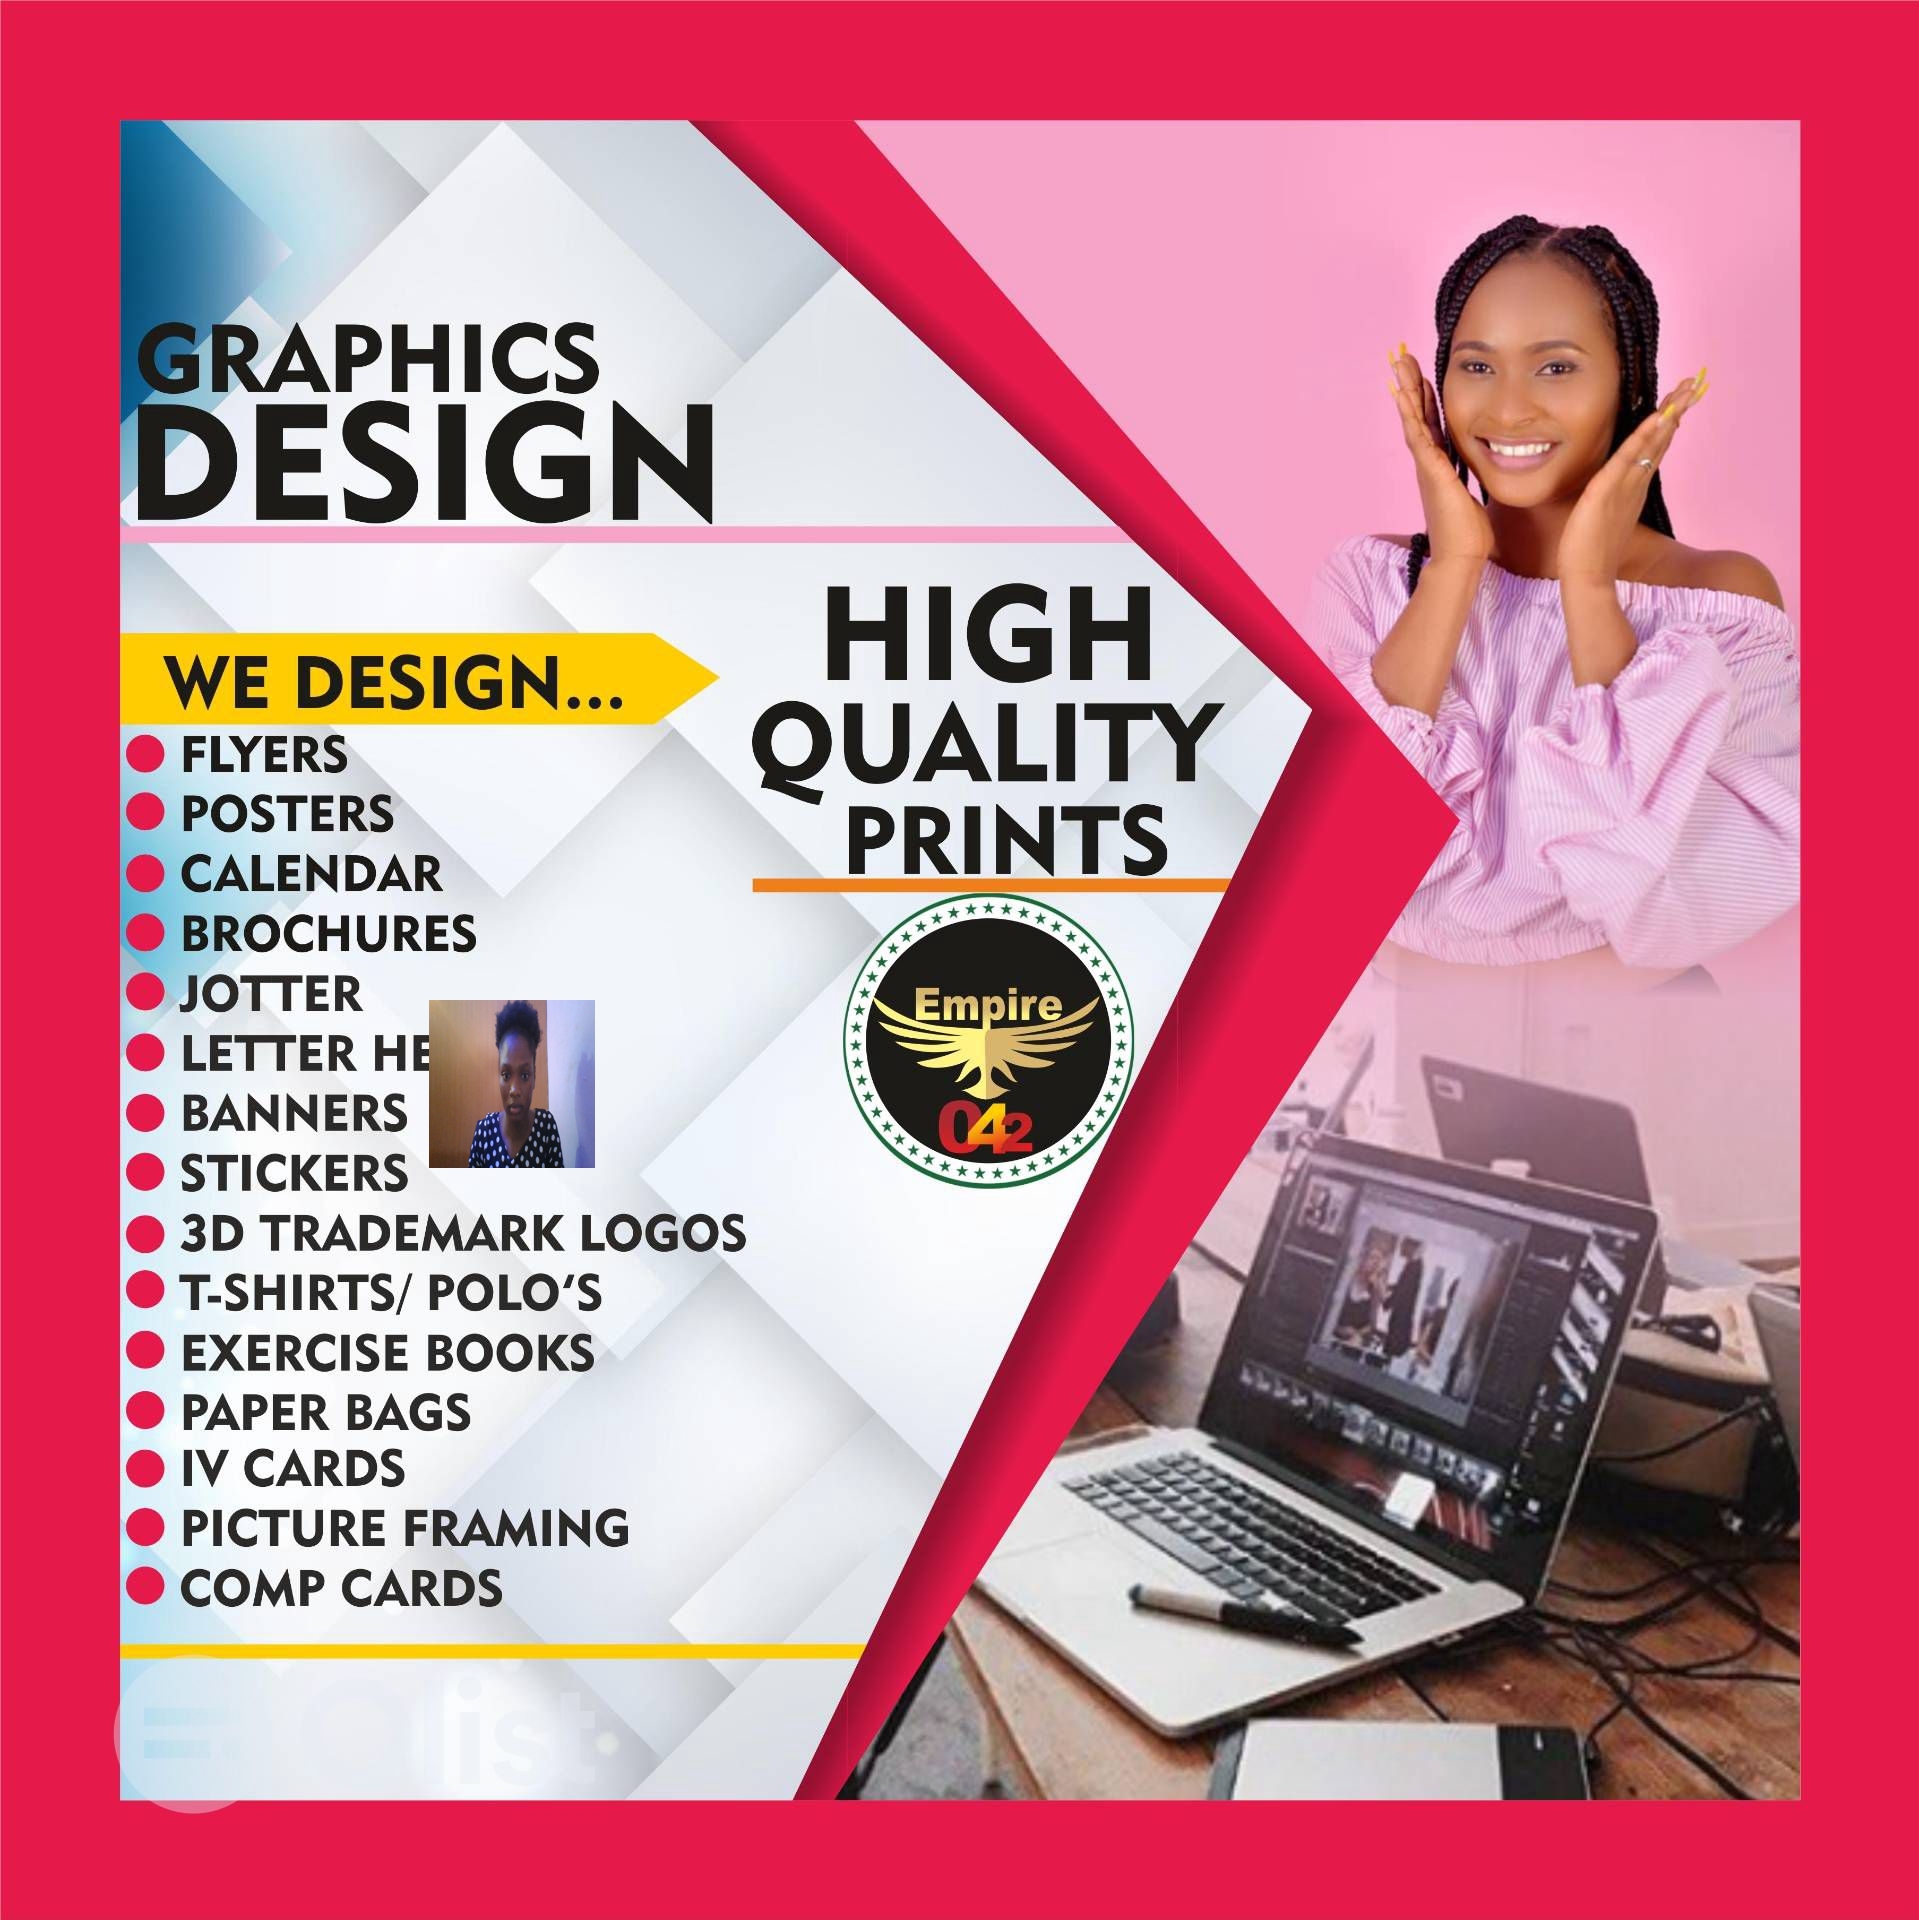 GRAPHICS
DESIGN
HIGH
QUALITY
PRINTS
WE DESIGN...
FLYERS
POSTERS
CALENDAR
BROCHURES
JOTTER
LETTER HE
BANNERS
STICKERS
3D TRADEMARK LOGOS
T-SHIRTS/ POLO‘S
EXERCISE BOOKS
PAPER BAGS
IV CARDS
PICTURE FRAMING
COMP CARDS
Empire
042
list